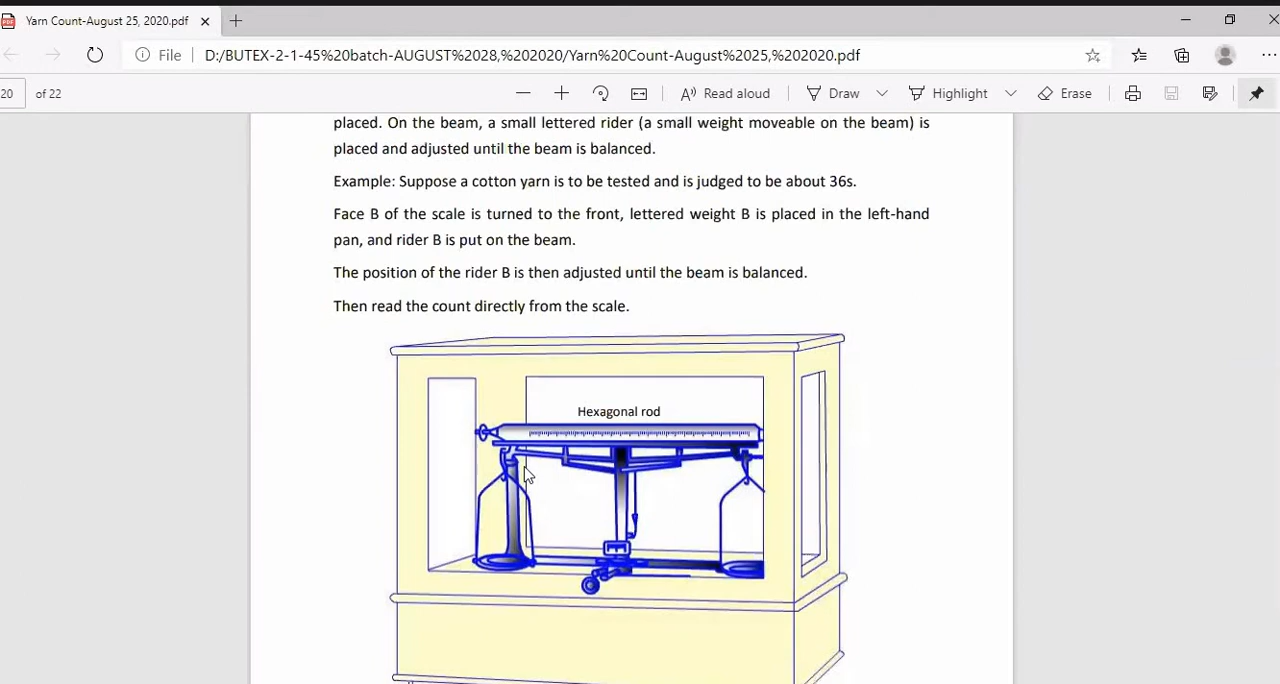 Yarn Count-August 25, 2020.pdf
File D:/BUTEX-2-1-45%20batch-AUGUST%2028,%202020/Yarn%20Count-August%2025,%202020.pdf
20 of 22 Read aloud Draw Highlight Erase
placed. On the beam, a small lettered rider (a small weight moveable on the beam) is
placed and adjusted until the beam is balanced.
Example: Suppose a cotton yarn is to be tested and is judged to be about 36s.
Face B of the scale is turned to the front, lettered weight B is placed in the left-hand
pan, and rider B is put on the beam.
The position of the rider B is then adjusted until the beam is balanced.
Then read the count directly from the scale.
Hexagonal rod